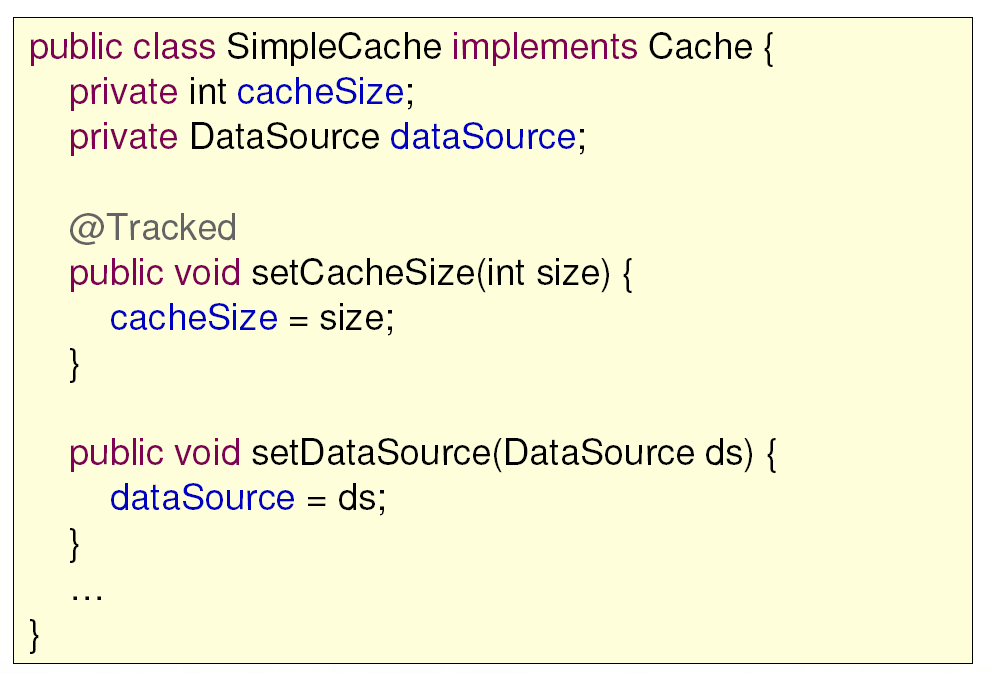 public class SimpleCache implements Cache {
private int cacheSize;
private DataSource dataSource;
@Tracked
public void setCacheSize(int size) {
cacheSize = size;
}
public void setDataSource(DataSource ds) {
dataSource = ds;
}
…
}